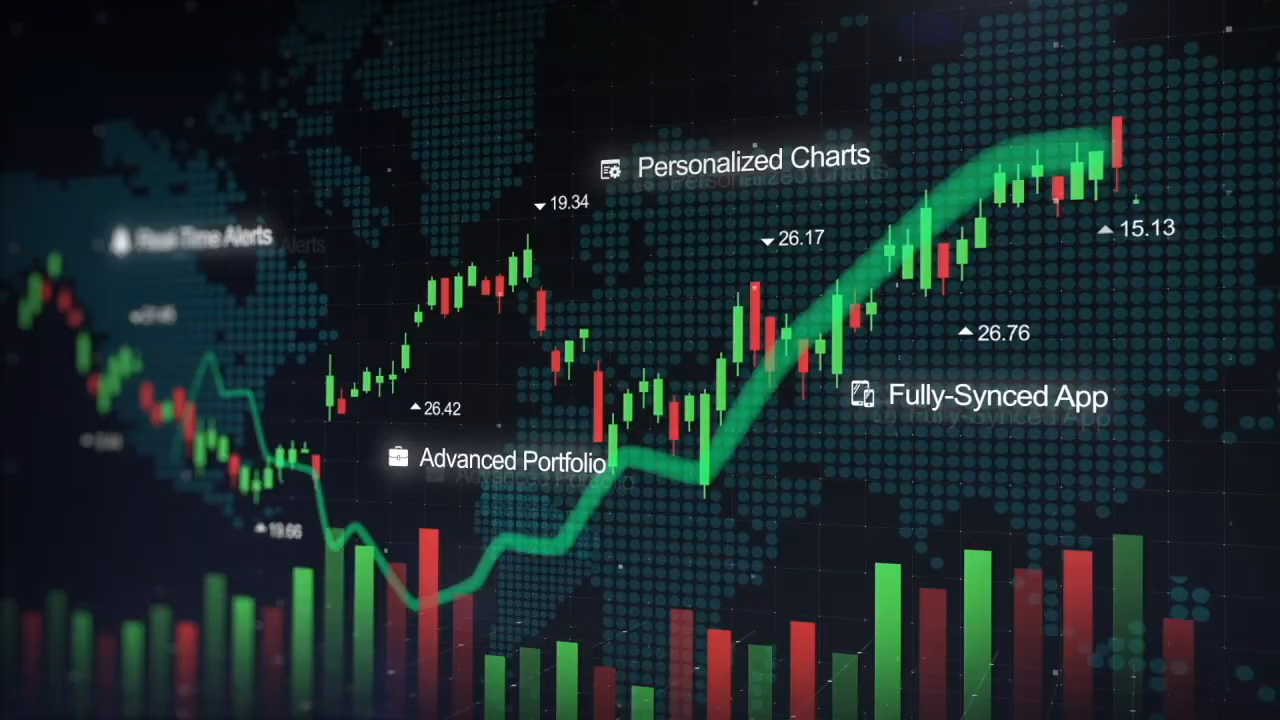 Personalized Charts
19.34
26.17
Real-Time Alerts
15.13
26.76
Fully-Synced App
26.42
Advanced Portfolio
19.66